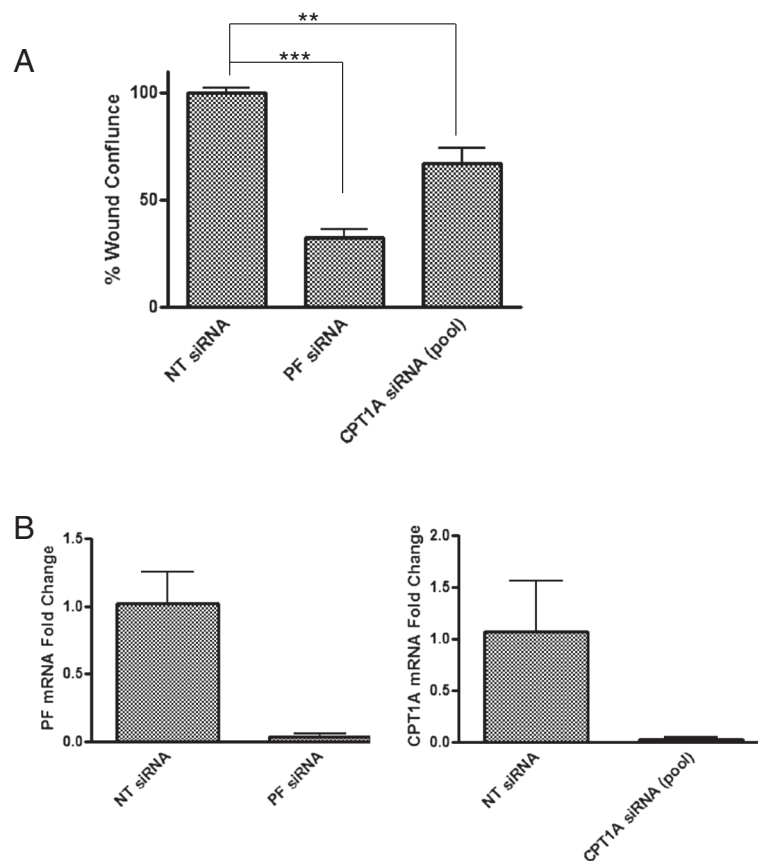 A
**
***
% Wound Conflunce
100
50
0
NT siRNA
PF siRNA
CPT1A siRNA (pool)
B
PF mRNA Fold Change
1.5
1.0
0.5
0.0
NT siRNA
PF siRNA
CPT1A mRNA Fold Change
2.0
1.5
1.0
0.5
0.0
NT siRNA
CPT1A siRNA (pool)